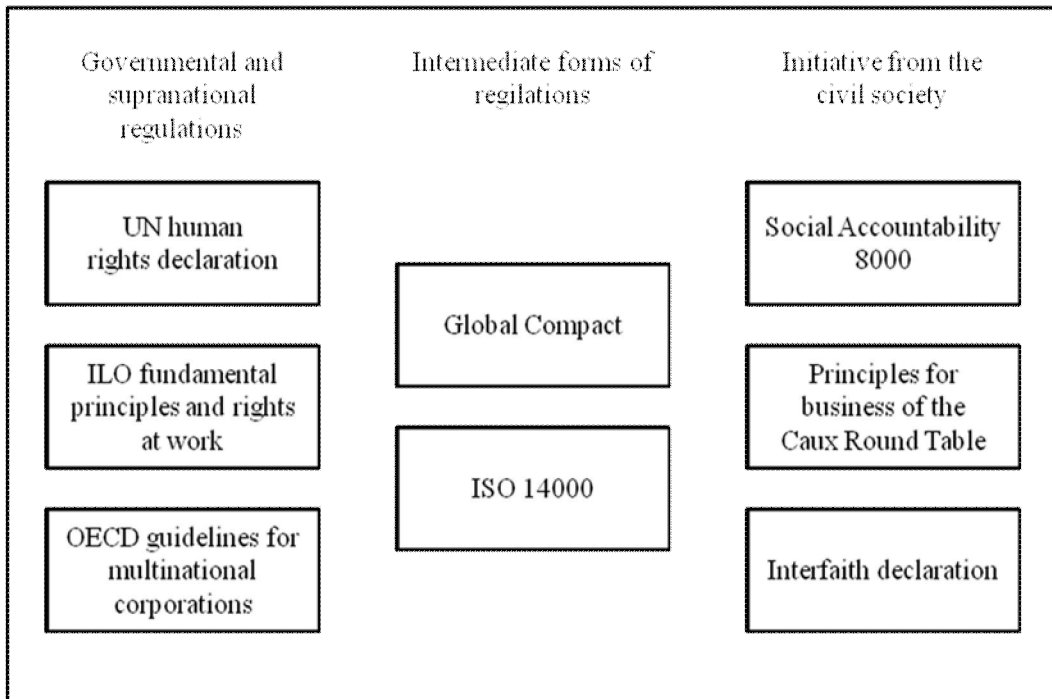 Governmental and
supranational
regulations
UN human
rights declaration
ILO fundamental
principles and rights
at work
OECD guidelines for
multinational
corporations
Intermediate forms of
regilations
Global Compact
ISO 14000
Initiative from the
civil society
Social Accountability
8000
Principles for
business of the
Caux Round Table
Interfaith declaration